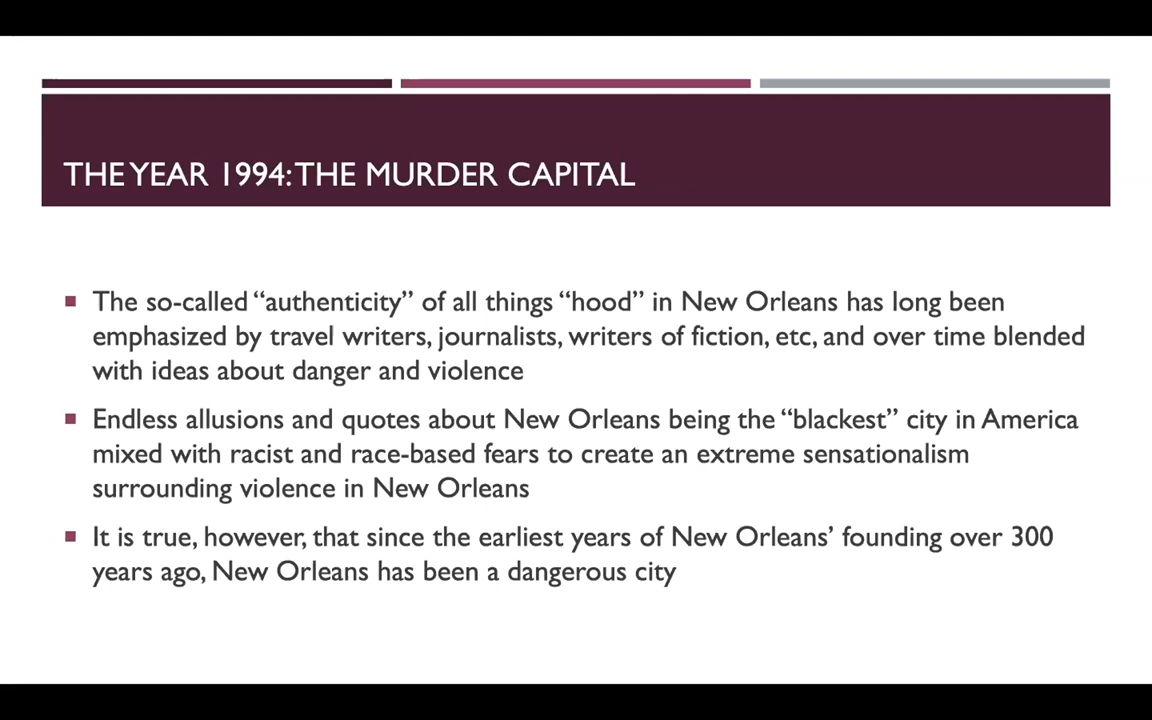 THE YEAR 1994: THE MURDER CAPITAL
The so-called “authenticity” of all things “hood” in New Orleans has long been
emphasized by travel writers, journalists, writers of fiction, etc, and over time blended
with ideas about danger and violence
Endless allusions and quotes about New Orleans being the “blackest” city in America
mixed with racist and race-based fears to create an extreme sensationalism
surrounding violence in New Orleans
It is true, however, that since the earliest years of New Orleans’ founding over 300
years ago, New Orleans has been a dangerous city